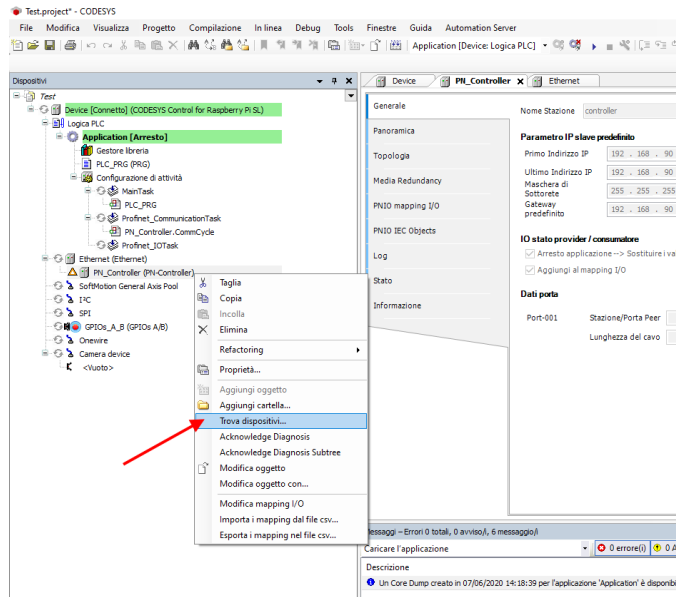 Test.project* - CODESYS
File Modifica Visualizza Progetto Compilazione In linea Debug Tools Finestre Guida Automation Server
Application [Device: Logica PLC]
Dispositivi
Test
Device [Connetto] (CODESYS Control for Raspberry Pi SL)
Logica PLC
Application [Arresto]
Gestore libreria
PLC_PRG (PRG)
Configurazione di attività
MainTask
PLC_PRG
Profinet_CommunicationTask
PN_Controller.CommCycle
Profinet_IOTask
Ethernet (Ethernet)
PN_Controller (PN-Controller)
SoftMotion General Axis Pool
I²C
SPI
GPIOs_A_B (GPIOs A/B)
Onewire
Camera device
<Vuoto>
Taglia
Copia
Incolla
Elimina
Refactoring
Proprietà...
Aggiungi oggetto
Aggiungi cartella...
Trova dispositivi...
Acknowledge Diagnosis
Acknowledge Diagnosis Subtree
Modifica oggetto
Modifica oggetto con...
Modifica mapping I/O
Importa i mapping dal file csv...
Esporta i mapping nel file csv...
Device PN_Controller Ethernet
Generale
Panoramica
Topologia
Media Redundancy
PNIO mapping I/O
PNIO IEC Objects
Log
Stato
Informazione
Nome Stazione controller
Parametro IP slave predefinito
Primo Indirizzo IP 192 . 168 . 90
Ultimo Indirizzo IP 192 . 168 . 90
Maschera di Sottorete 255 . 255 . 255
Gateway predefinito 192 . 168 . 90
IO stato provider / consumatore
Arresto applicazione --> Sostituire i va
Aggiungi al mapping I/O
Dati porta
Port-001 Stazione/Porta Peer
Lunghezza del cavo
Messaggi - Errori 0 totali, 0 avviso/i, 6 messaggio/i
Caricare l'applicazione 0 errore(i) 0 A
Descrizione
Un Core Dump creato in 07/06/2020 14:18:39 per l'applicazione 'Application' è disponibi